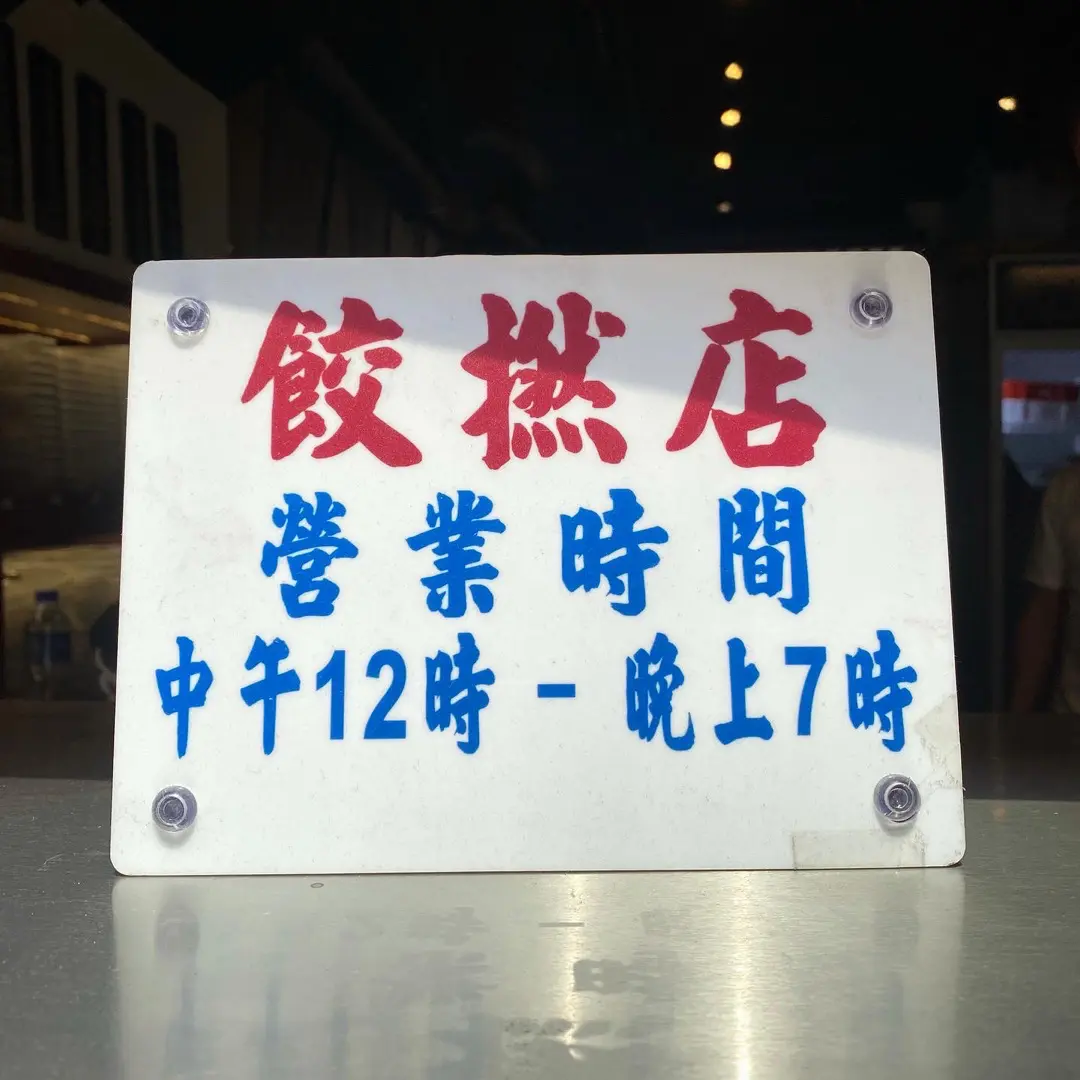 餃撚店
營業時間
中午12時 - 晚上7時